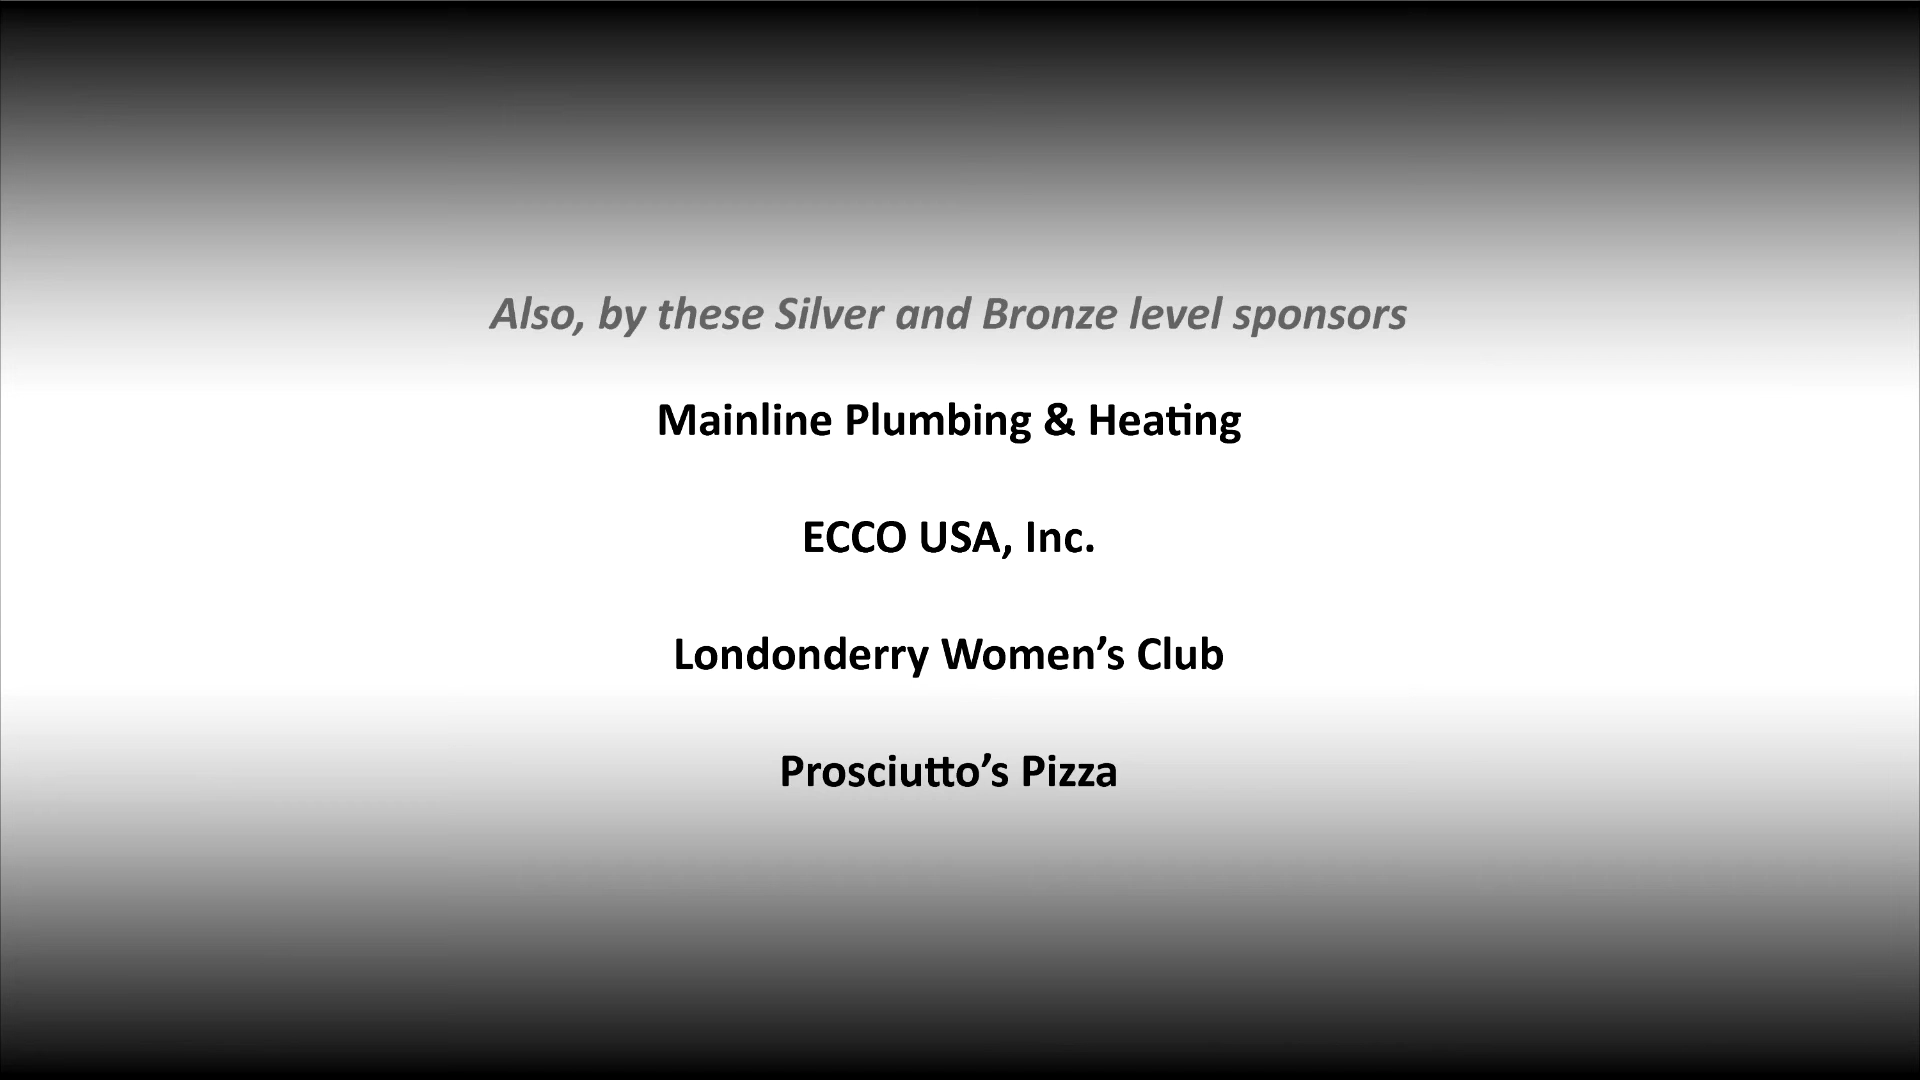 Also, by these Silver and Bronze level sponsors
Mainline Plumbing & Heating
ECCO USA, Inc.
Londonderry Women’s Club
Prosciutto’s Pizza